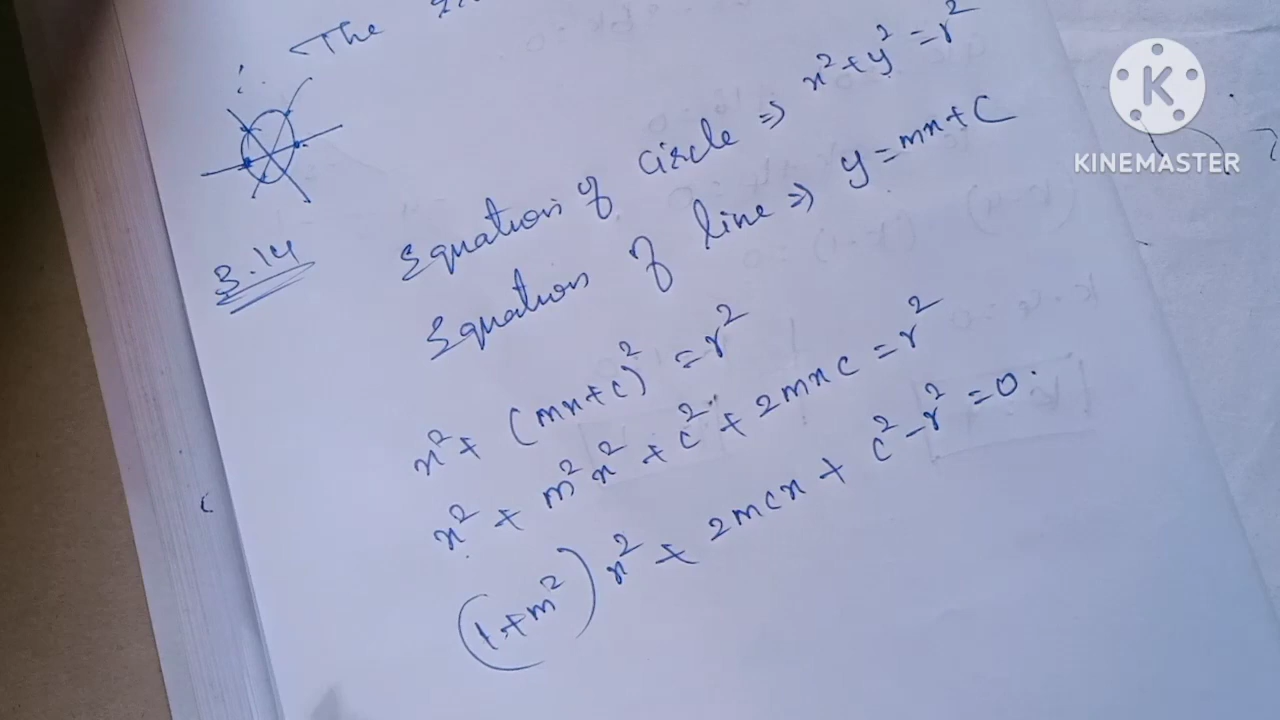 ∴ The
3.14
Equation of circle ⇒ x² + y² = r²
Equation of line ⇒ y = mx + c
x² + (mx+c)² = r²
x² + m²x² + c² + 2mxc = r²
(1+m²)x² + 2mcx + c² - r² = 0.
K
KINEMASTER